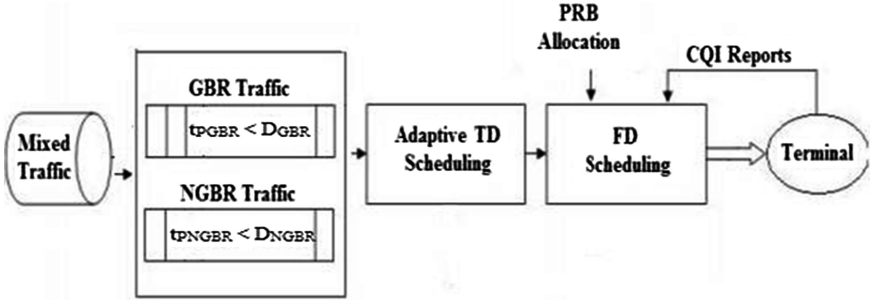 Mixed
Traffic
GBR Traffic
tPGBR < DGBR
NGBR Traffic
tPNGBR < DNGBR
Adaptive TD
Scheduling
PRB
Allocation
FD
Scheduling
CQI Reports
Terminal